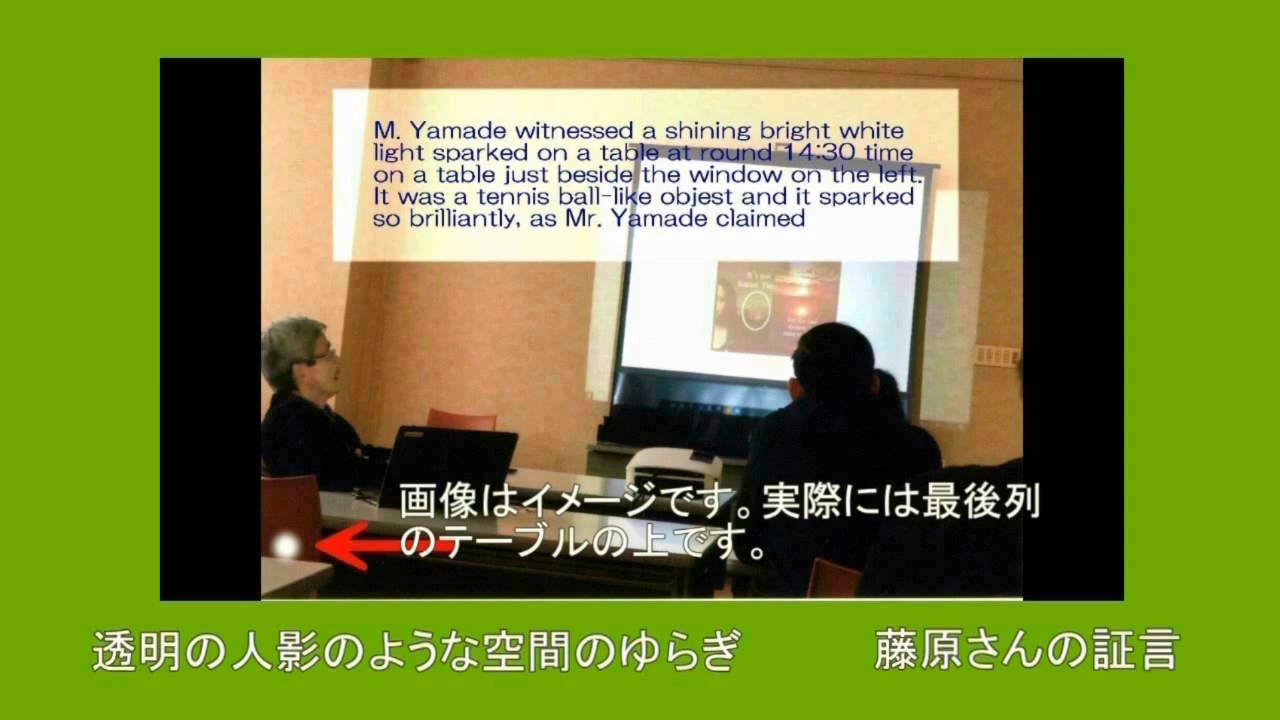 M. Yamade witnessed a shining bright white
light sparked on a table at round 14:30 time
on a table just beside the window on the left.
It was a tennis ball-like objest and it sparked
so brilliantly, as Mr. Yamade claimed
It's not
画像はイメージです。実際には最後列
のテーブルの上です。
透明の人影のような空間のゆらぎ
藤原さんの証言